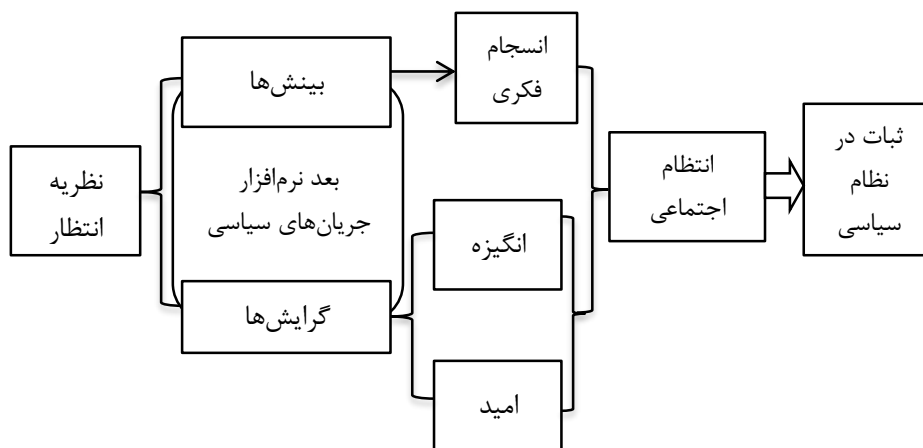 نظریه
انتظار
بینش‌ها
بعد نرم‌افزار
جریان‌های سیاسی
گرایش‌ها
انسجام
فکری
انگیزه
امید
انتظام
اجتماعی
ثبات در
نظام
سیاسی